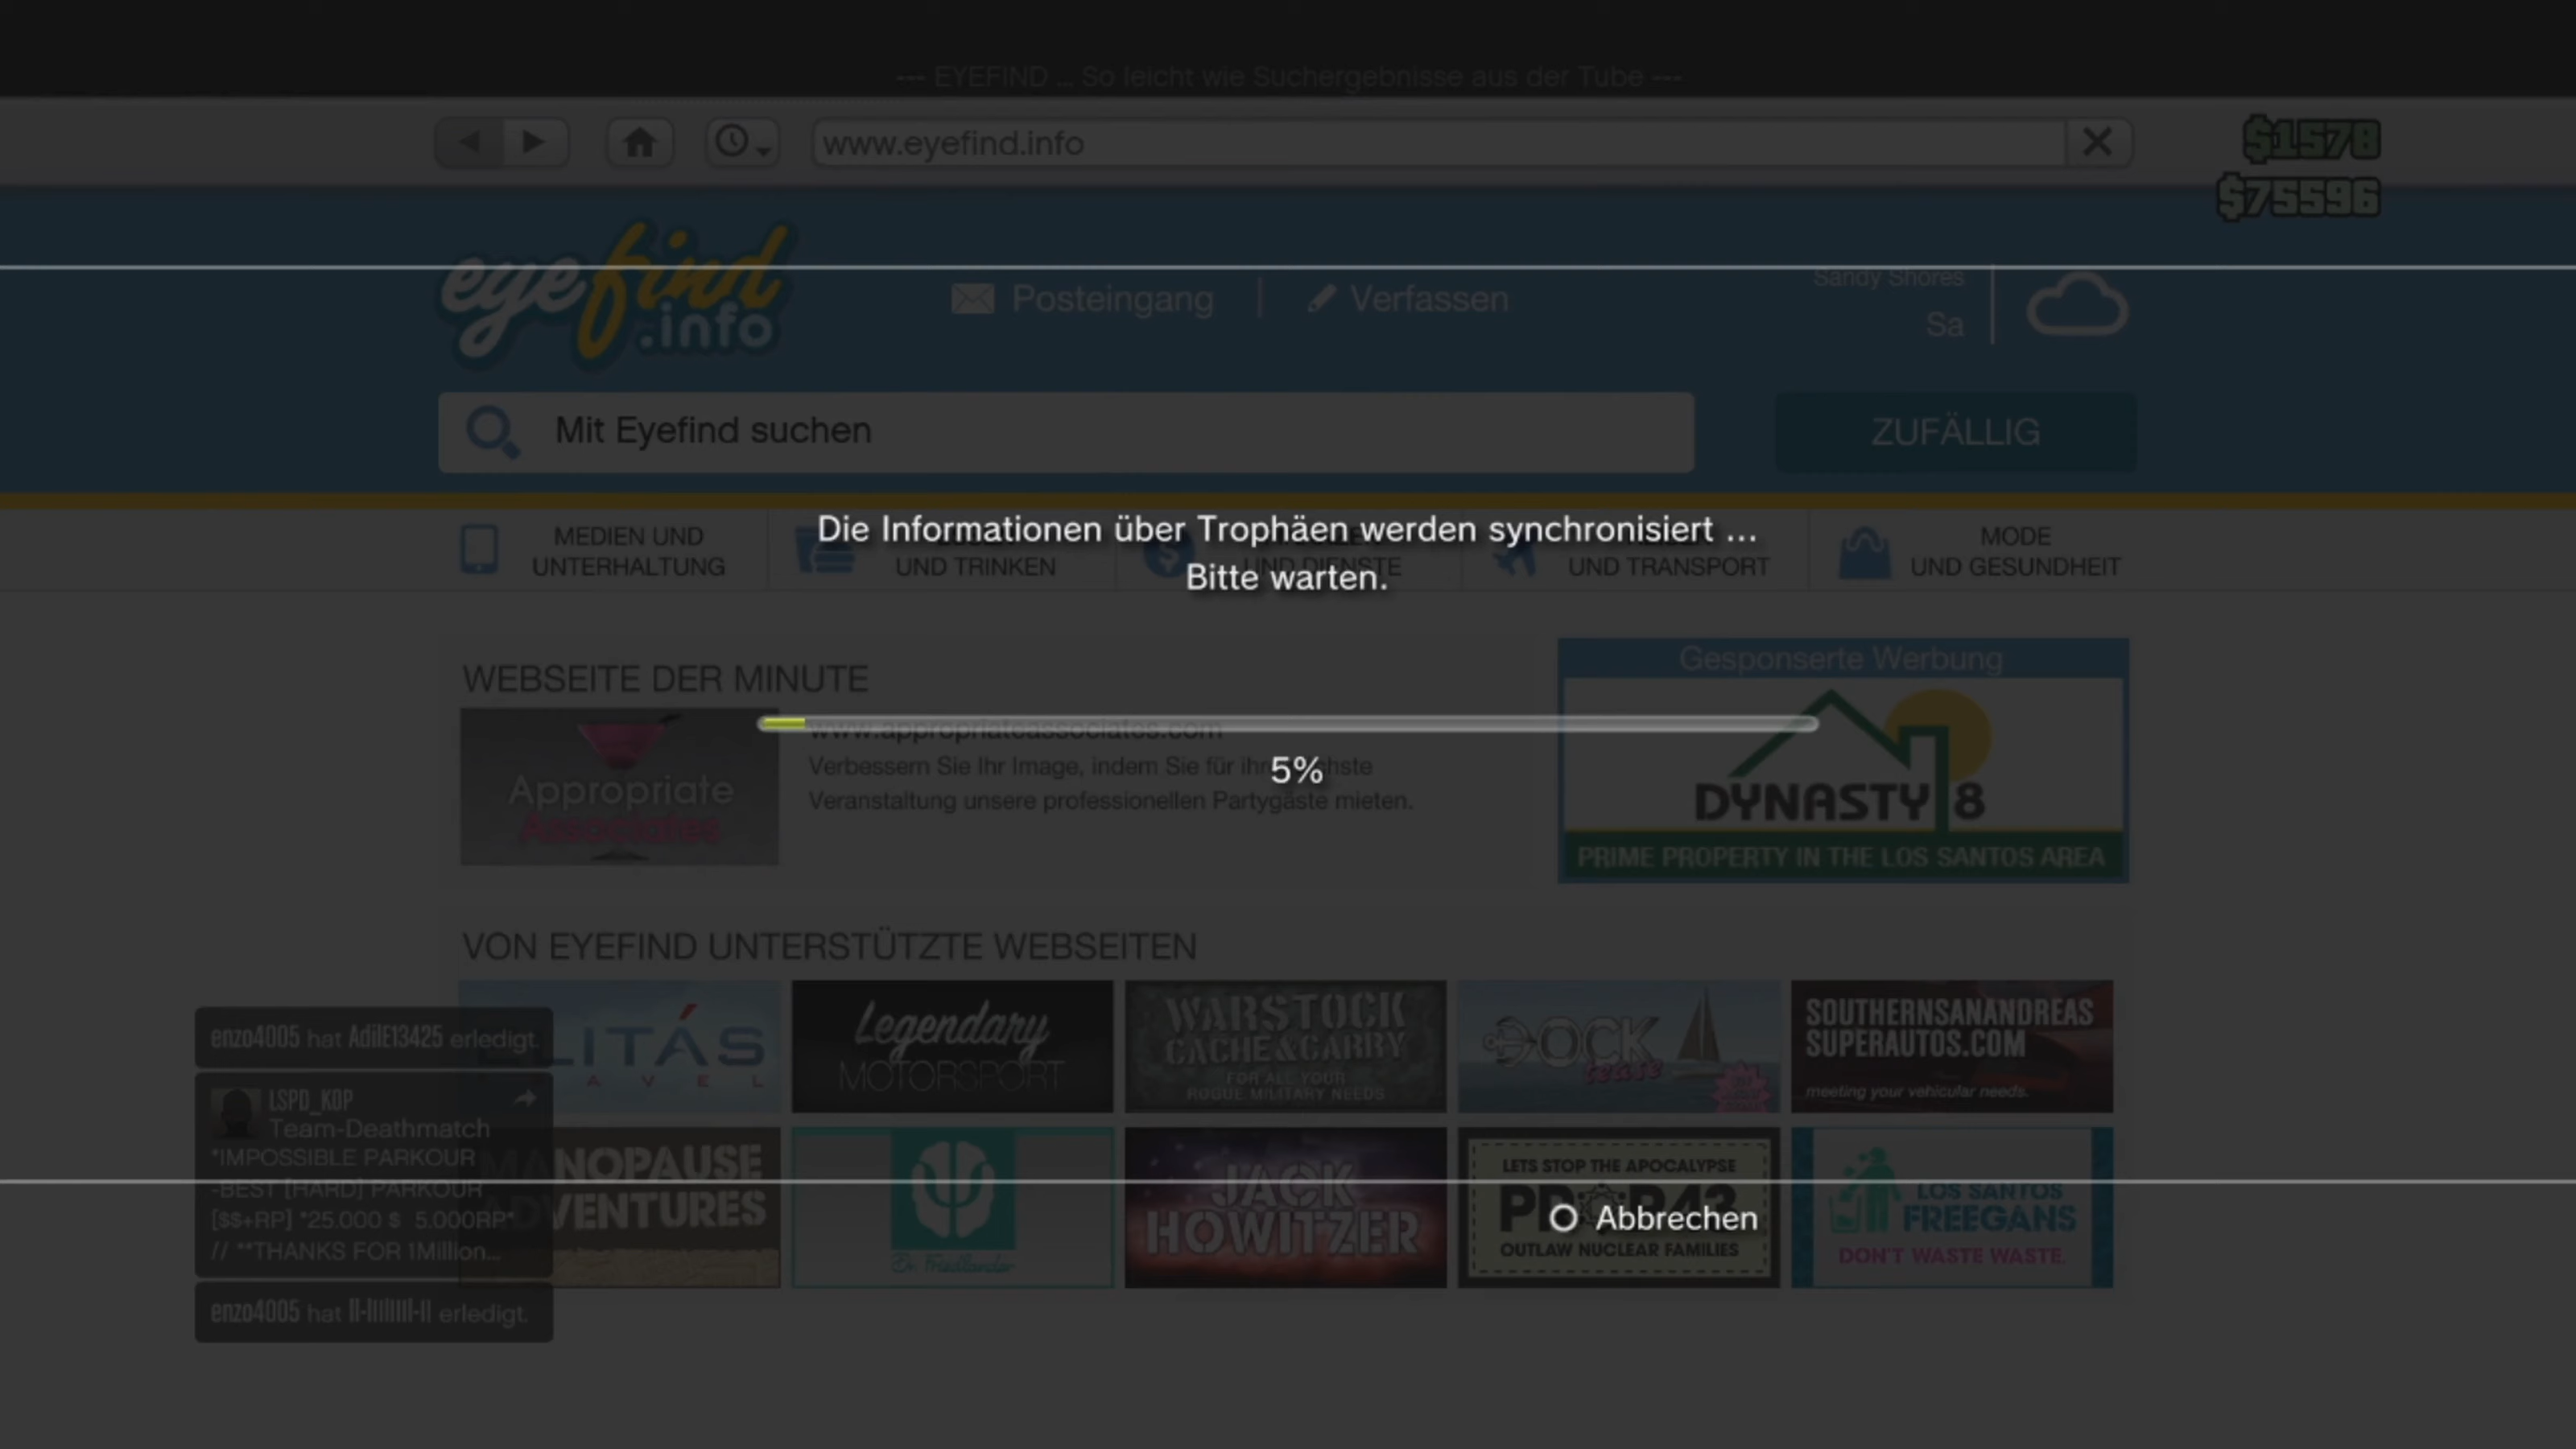 --- EYEFIND ... So leicht wie Suchergebnisse aus der Tube ---
www.eyefind.info
$1578
$75596
eyefind
.info
Posteingang
Verfassen
Sandy Shores
Sa
Mit Eyefind suchen
ZUFÄLLIG
Die Informationen über Trophäen werden synchronisiert ...
Bitte warten.
MEDIEN UND
UNTERHALTUNG
UND TRINKEN
UND DIENSTE
UND TRANSPORT
MODE
UND GESUNDHEIT
WEBSEITE DER MINUTE
Appropriate
Associates
www.appropriateassociates.com
Verbessern Sie Ihr Image, indem Sie für
Veranstaltung unsere professionellen Partygäste mieten.
5%
Gesponserte Werbung
DYNASTY 8
PRIME PROPERTY IN THE LOS SANTOS AREA
VON EYEFIND UNTERSTÜTZTE WEBSEITEN
Legendary
MOTORSPORT
WARSTOCK
CACHE & CARRY
FOR ALL YOUR
ROGUE MILITARY NEEDS
DOCK
tease
SOUTHERNSANANDREAS
SUPERAUTOS.COM
meeting your vehicular needs.
Dr Friedlander
JACK
HOWITZER
LETS STOP THE APOCALYPSE
OUTLAW NUCLEAR FAMILIES
LOS SANTOS
FREEGANS
DON'T WASTE WASTE.
Abbrechen
enzo4005 hat AdilE13425 erledigt.
LSPD_KOP
Team-Deathmatch
*IMPOSSIBLE PARKOUR
-BEST [HARD] PARKOUR
[$$+RP] *25.000 $ 5.000RP*
// **THANKS FOR 1Million...
enzo4005 hat erledigt.